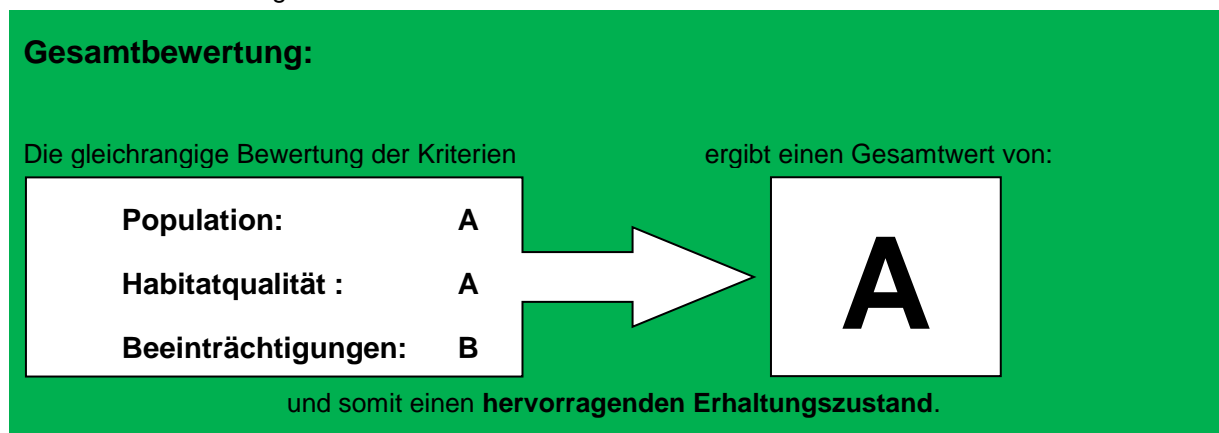 Gesamtbewertung:
Die gleichrangige Bewertung der Kriterien ergibt einen Gesamtwert von:
Population: A
Habitatqualität : A
Beeinträchtigungen: B
A
und somit einen hervorragenden Erhaltungszustand.